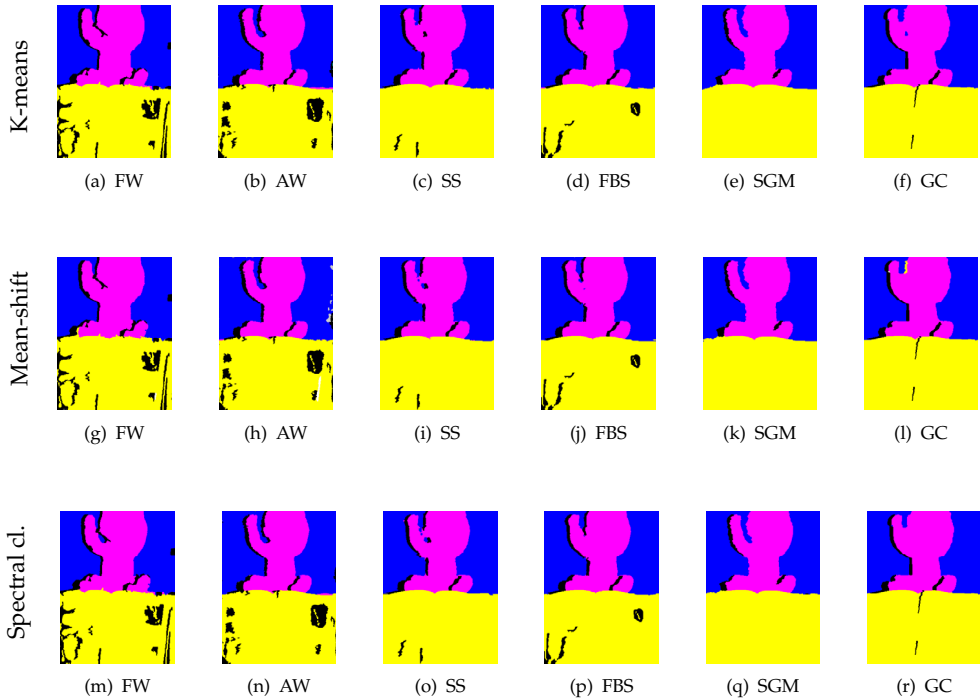 K-means
(a) FW
(b) AW
(c) SS
(d) FBS
(e) SGM
(f) GC
Mean-shift
(g) FW
(h) AW
(i) SS
(j) FBS
(k) SGM
(l) GC
Spectral cl.
(m) FW
(n) AW
(o) SS
(p) FBS
(q) SGM
(r) GC